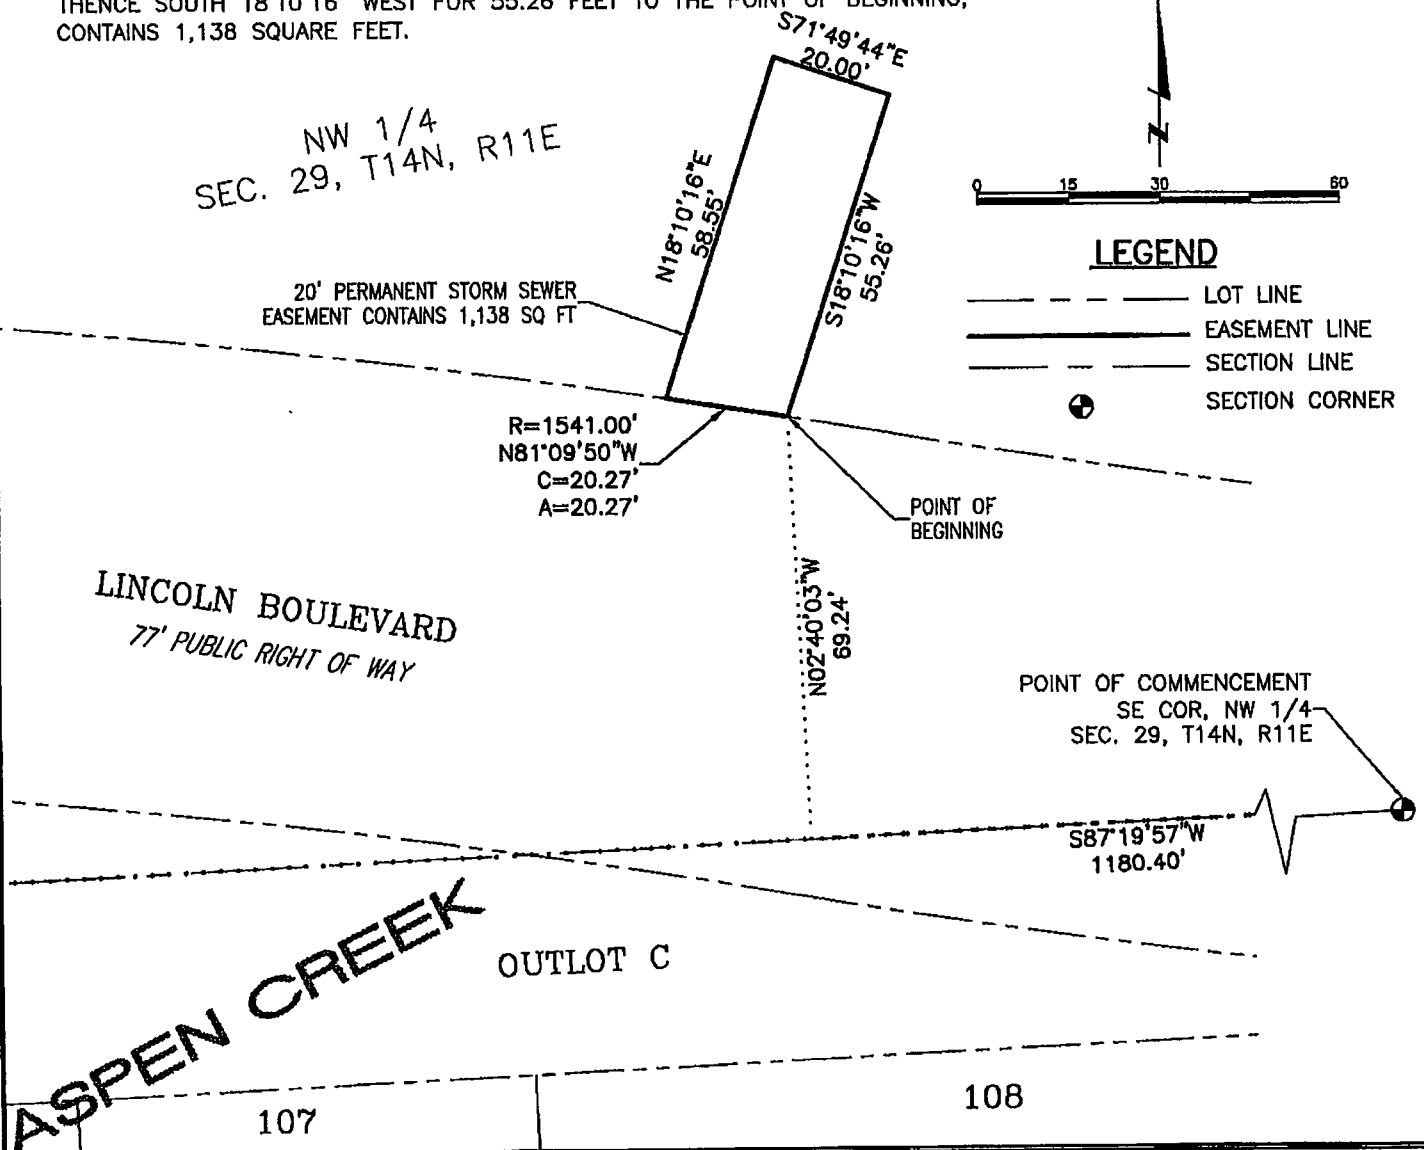 THENCE SOUTH 18°10'16" WEST FOR 55.26 FEET TO THE POINT OF BEGINNING,
CONTAINS 1,138 SQUARE FEET.
S71°49'44"E
20.00'
NW 1/4
SEC. 29, T14N, R11E
N18°10'16"E
58.55'
S18°10'16"W
55.26'
N
0 15 30 60
LEGEND
LOT LINE
EASEMENT LINE
SECTION LINE
SECTION CORNER
20' PERMANENT STORM SEWER
EASEMENT CONTAINS 1,138 SQ FT
R=1541.00'
N81°09'50"W
C=20.27'
A=20.27'
POINT OF
BEGINNING
LINCOLN BOULEVARD
77' PUBLIC RIGHT OF WAY
N02°40'03"W
69.24'
POINT OF COMMENCEMENT
SE COR, NW 1/4
SEC. 29, T14N, R11E
S87°19'57"W
1180.40'
ASPEN CREEK
OUTLOT C
107
108